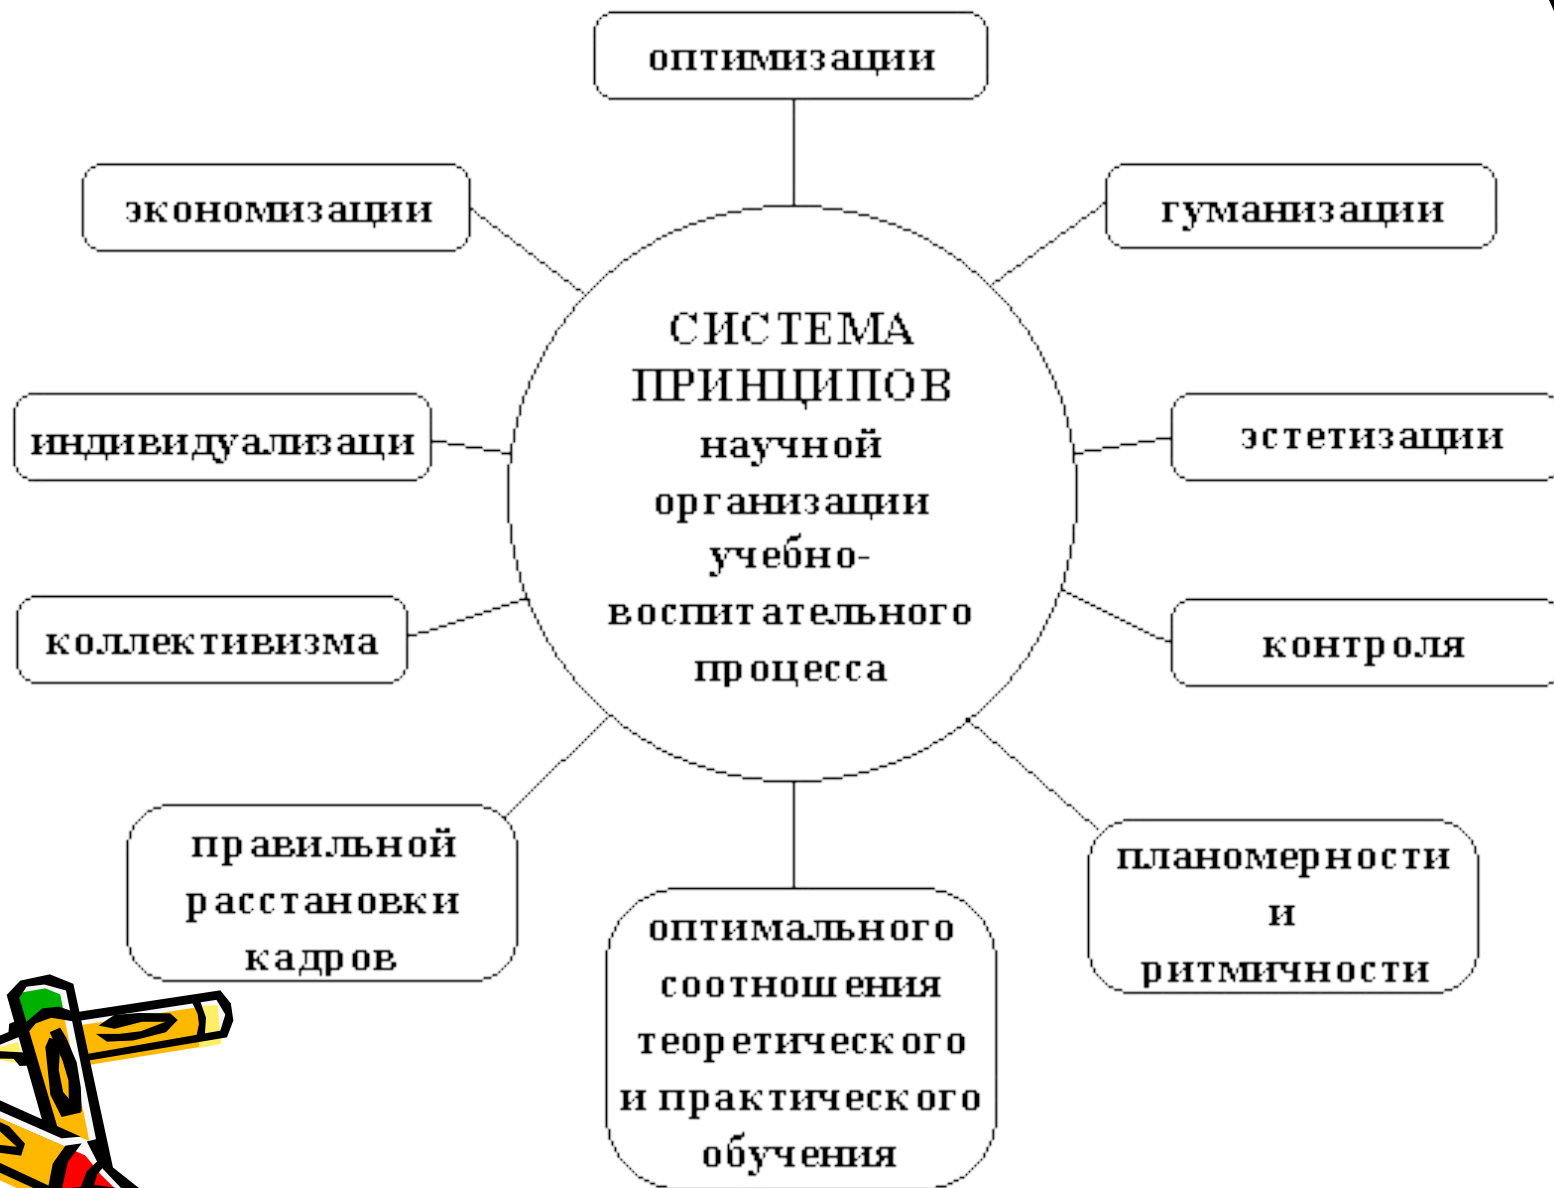 оптимизации
экономизации
гуманизации
СИСТЕМА
ПРИНЦИПОВ
научной
организации
учебно-
воспитательного
процесса
индивидуализаци
эстетизации
коллективизма
контроля
правильной
расстановки
кадров
оптимального
соотношения
теоретического
и практического
обучения
планомерности
и
ритмичности